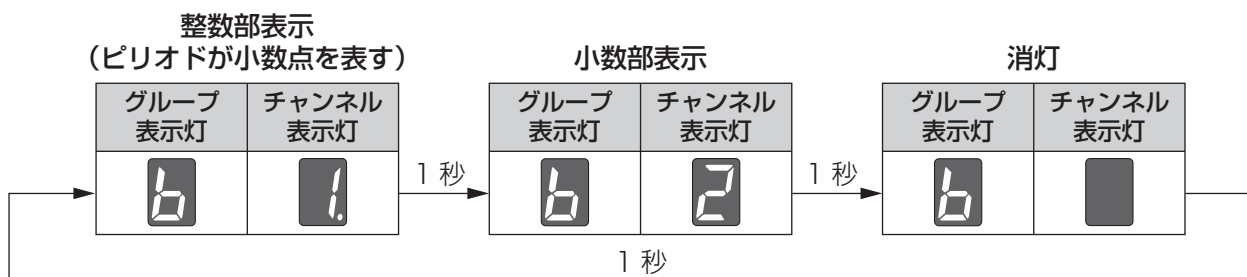 整数部表示
（ピリオドが小数点を表す）
グループ
表示灯
チャンネル
表示灯
b
1.
1 秒
小数部表示
グループ
表示灯
チャンネル
表示灯
b
2
1 秒
消灯
グループ
表示灯
チャンネル
表示灯
b
1 秒